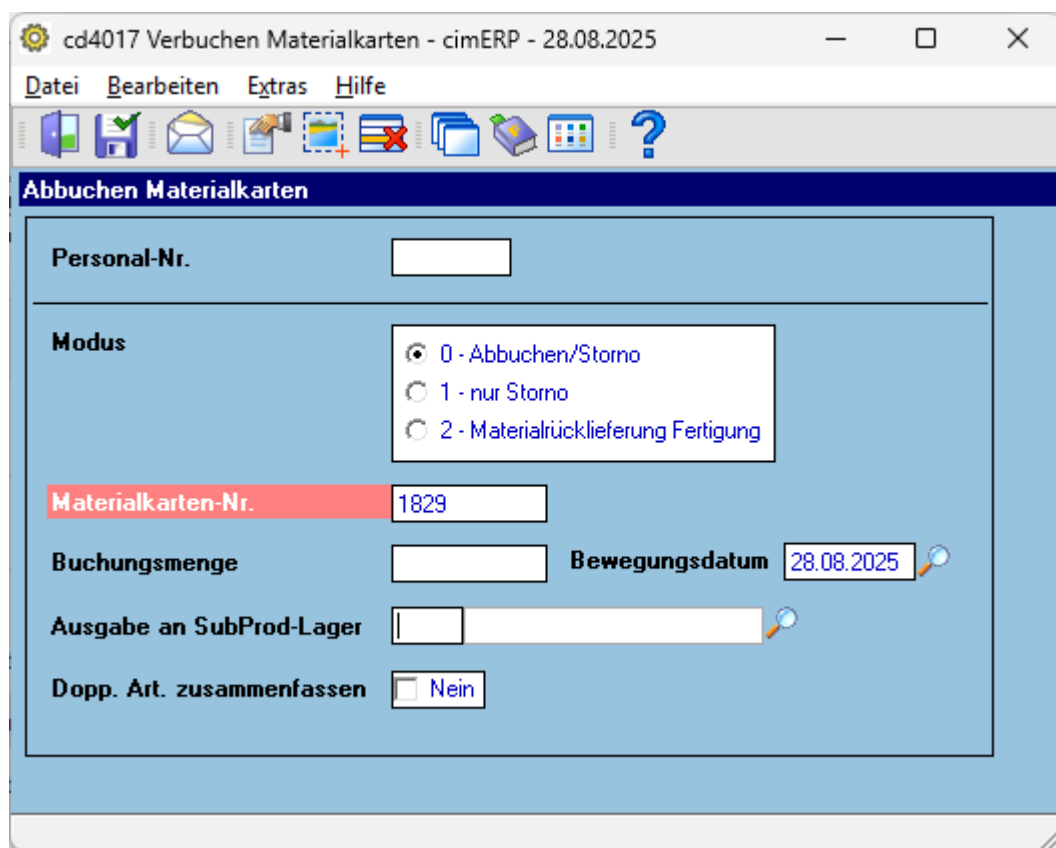 cd4017 Verbuchen Materialkarten - cimERP - 28.08.2025
Datei Bearbeiten Extras Hilfe
Abbuchen Materialkarten
Personal-Nr.
Modus
0 - Abbuchen/Storno
1 - nur Storno
2 - Materialrücklieferung Fertigung
Materialkarten-Nr. 1829
Buchungsmenge Bewegungsdatum 28.08.2025
Ausgabe an SubProd-Lager
Dopp. Art. zusammenfassen Nein